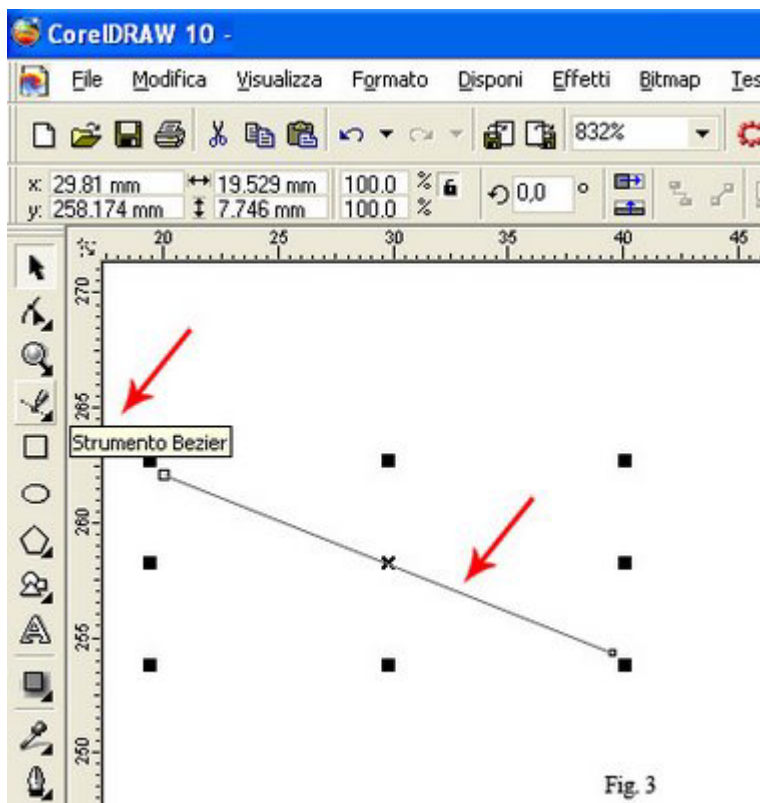 CorelDRAW 10 -
File Modifica Visualizza Formato Disponi Effetti Bitmap Tes
832%
x: 29.81 mm 19.529 mm 100.0 % 0,0 °
y: 258.174 mm 7.746 mm 100.0 %
20 25 30 35 40 45
270
265
Strumento Bezier
260
255
250
Fig. 3